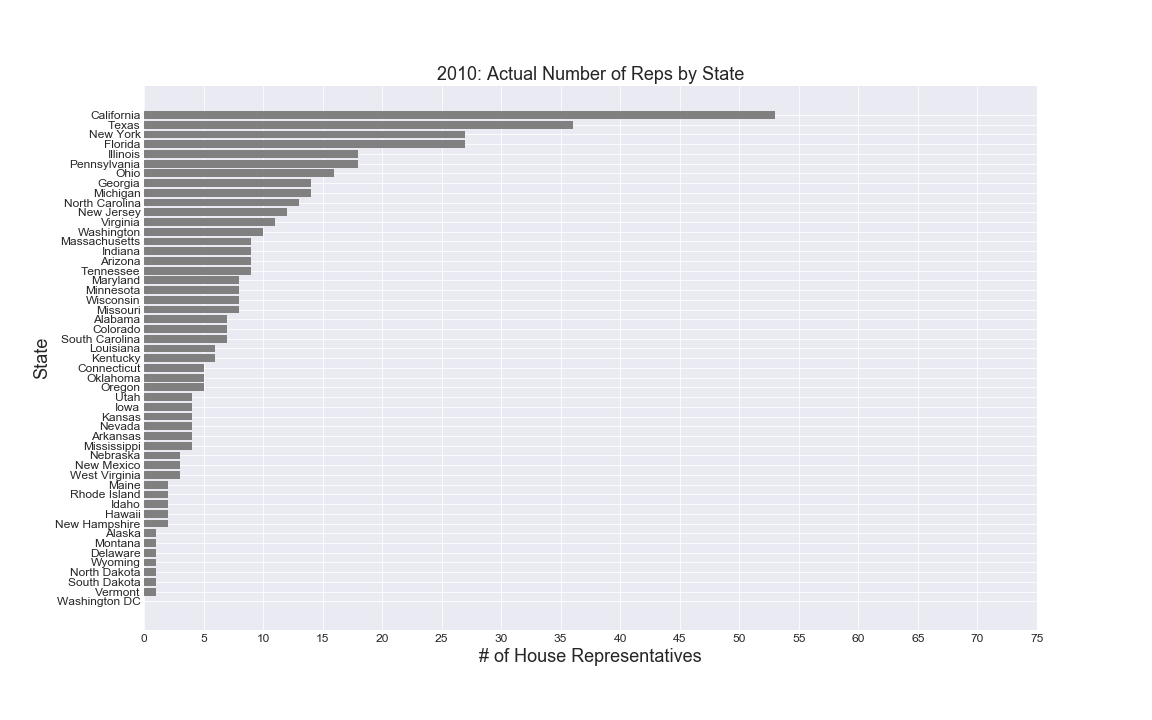 2010: Actual Number of Reps by State
California
Texas
New York
Florida
Illinois
Pennsylvania
Ohio
Georgia
Michigan
North Carolina
New Jersey
Virginia
Washington
Massachusetts
Indiana
Arizona
Tennessee
Maryland
Minnesota
Wisconsin
Missouri
Alabama
Colorado
South Carolina
Louisiana
Kentucky
Connecticut
Oklahoma
Oregon
Utah
Iowa
Kansas
Nevada
Arkansas
Mississippi
Nebraska
New Mexico
West Virginia
Maine
Rhode Island
Idaho
Hawaii
New Hampshire
Alaska
Montana
Delaware
Wyoming
North Dakota
South Dakota
Vermont
Washington DC
State
0 5 10 15 20 25 30 35 40 45 50 55 60 65 70 75
# of House Representatives